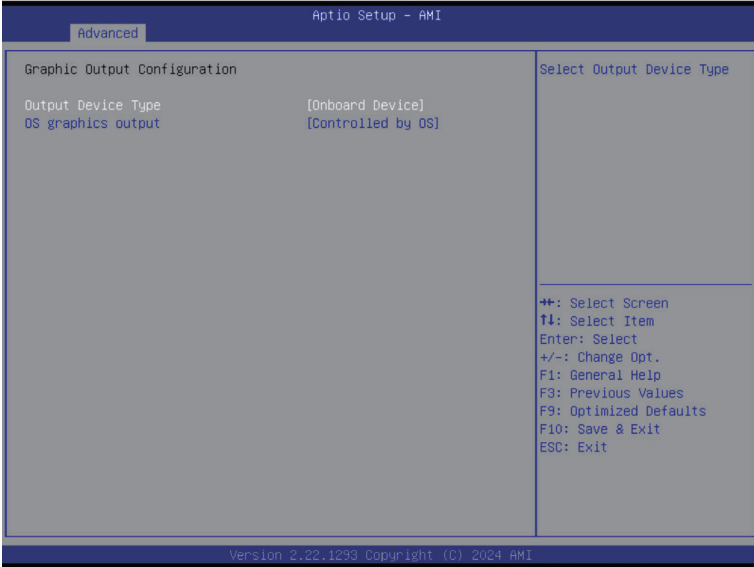 Aptio Setup – AMI
Advanced
Graphic Output Configuration
Output Device Type [Onboard Device]
OS graphics output [Controlled by OS]
Select Output Device Type
→←: Select Screen
↑↓: Select Item
Enter: Select
+/-: Change Opt.
F1: General Help
F3: Previous Values
F9: Optimized Defaults
F10: Save & Exit
ESC: Exit
Version 2.22.1293 Copyright (C) 2024 AMI